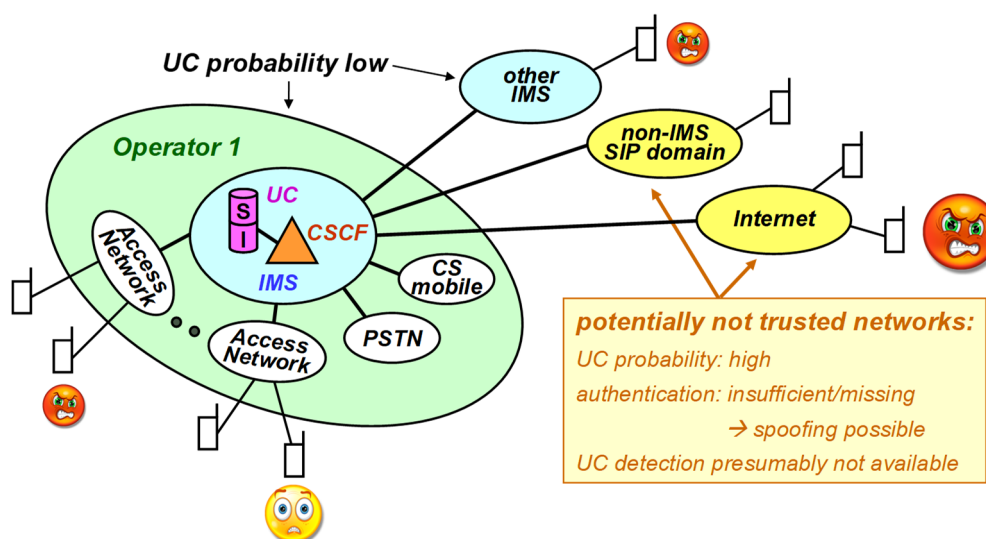 UC probability low
other
IMS
non-IMS
SIP domain
Internet
Operator 1
UC
S
I
CSCF
IMS
Access
Network
CS
mobile
PSTN
Access
Network
potentially not trusted networks:
UC probability: high
authentication: insufficient/missing
→ spoofing possible
UC detection presumably not available